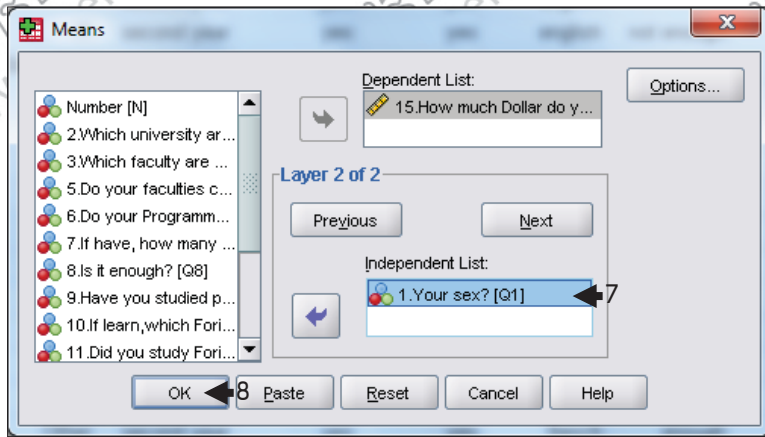 Means
Dependent List:
Options...
15.How much Dollar do y...
Number [N]
2.Which university ar...
3.Which faculty are ...
5.Do your faculties c...
6.Do your Programm...
7.If have, how many ...
8.Is it enough? [Q8]
9.Have you studied p...
10.If learn,which Fori...
11.Did you study Fori...
Layer 2 of 2
Previous
Next
Independent List:
1.Your sex? [Q1]
7
OK
8
Paste
Reset
Cancel
Help